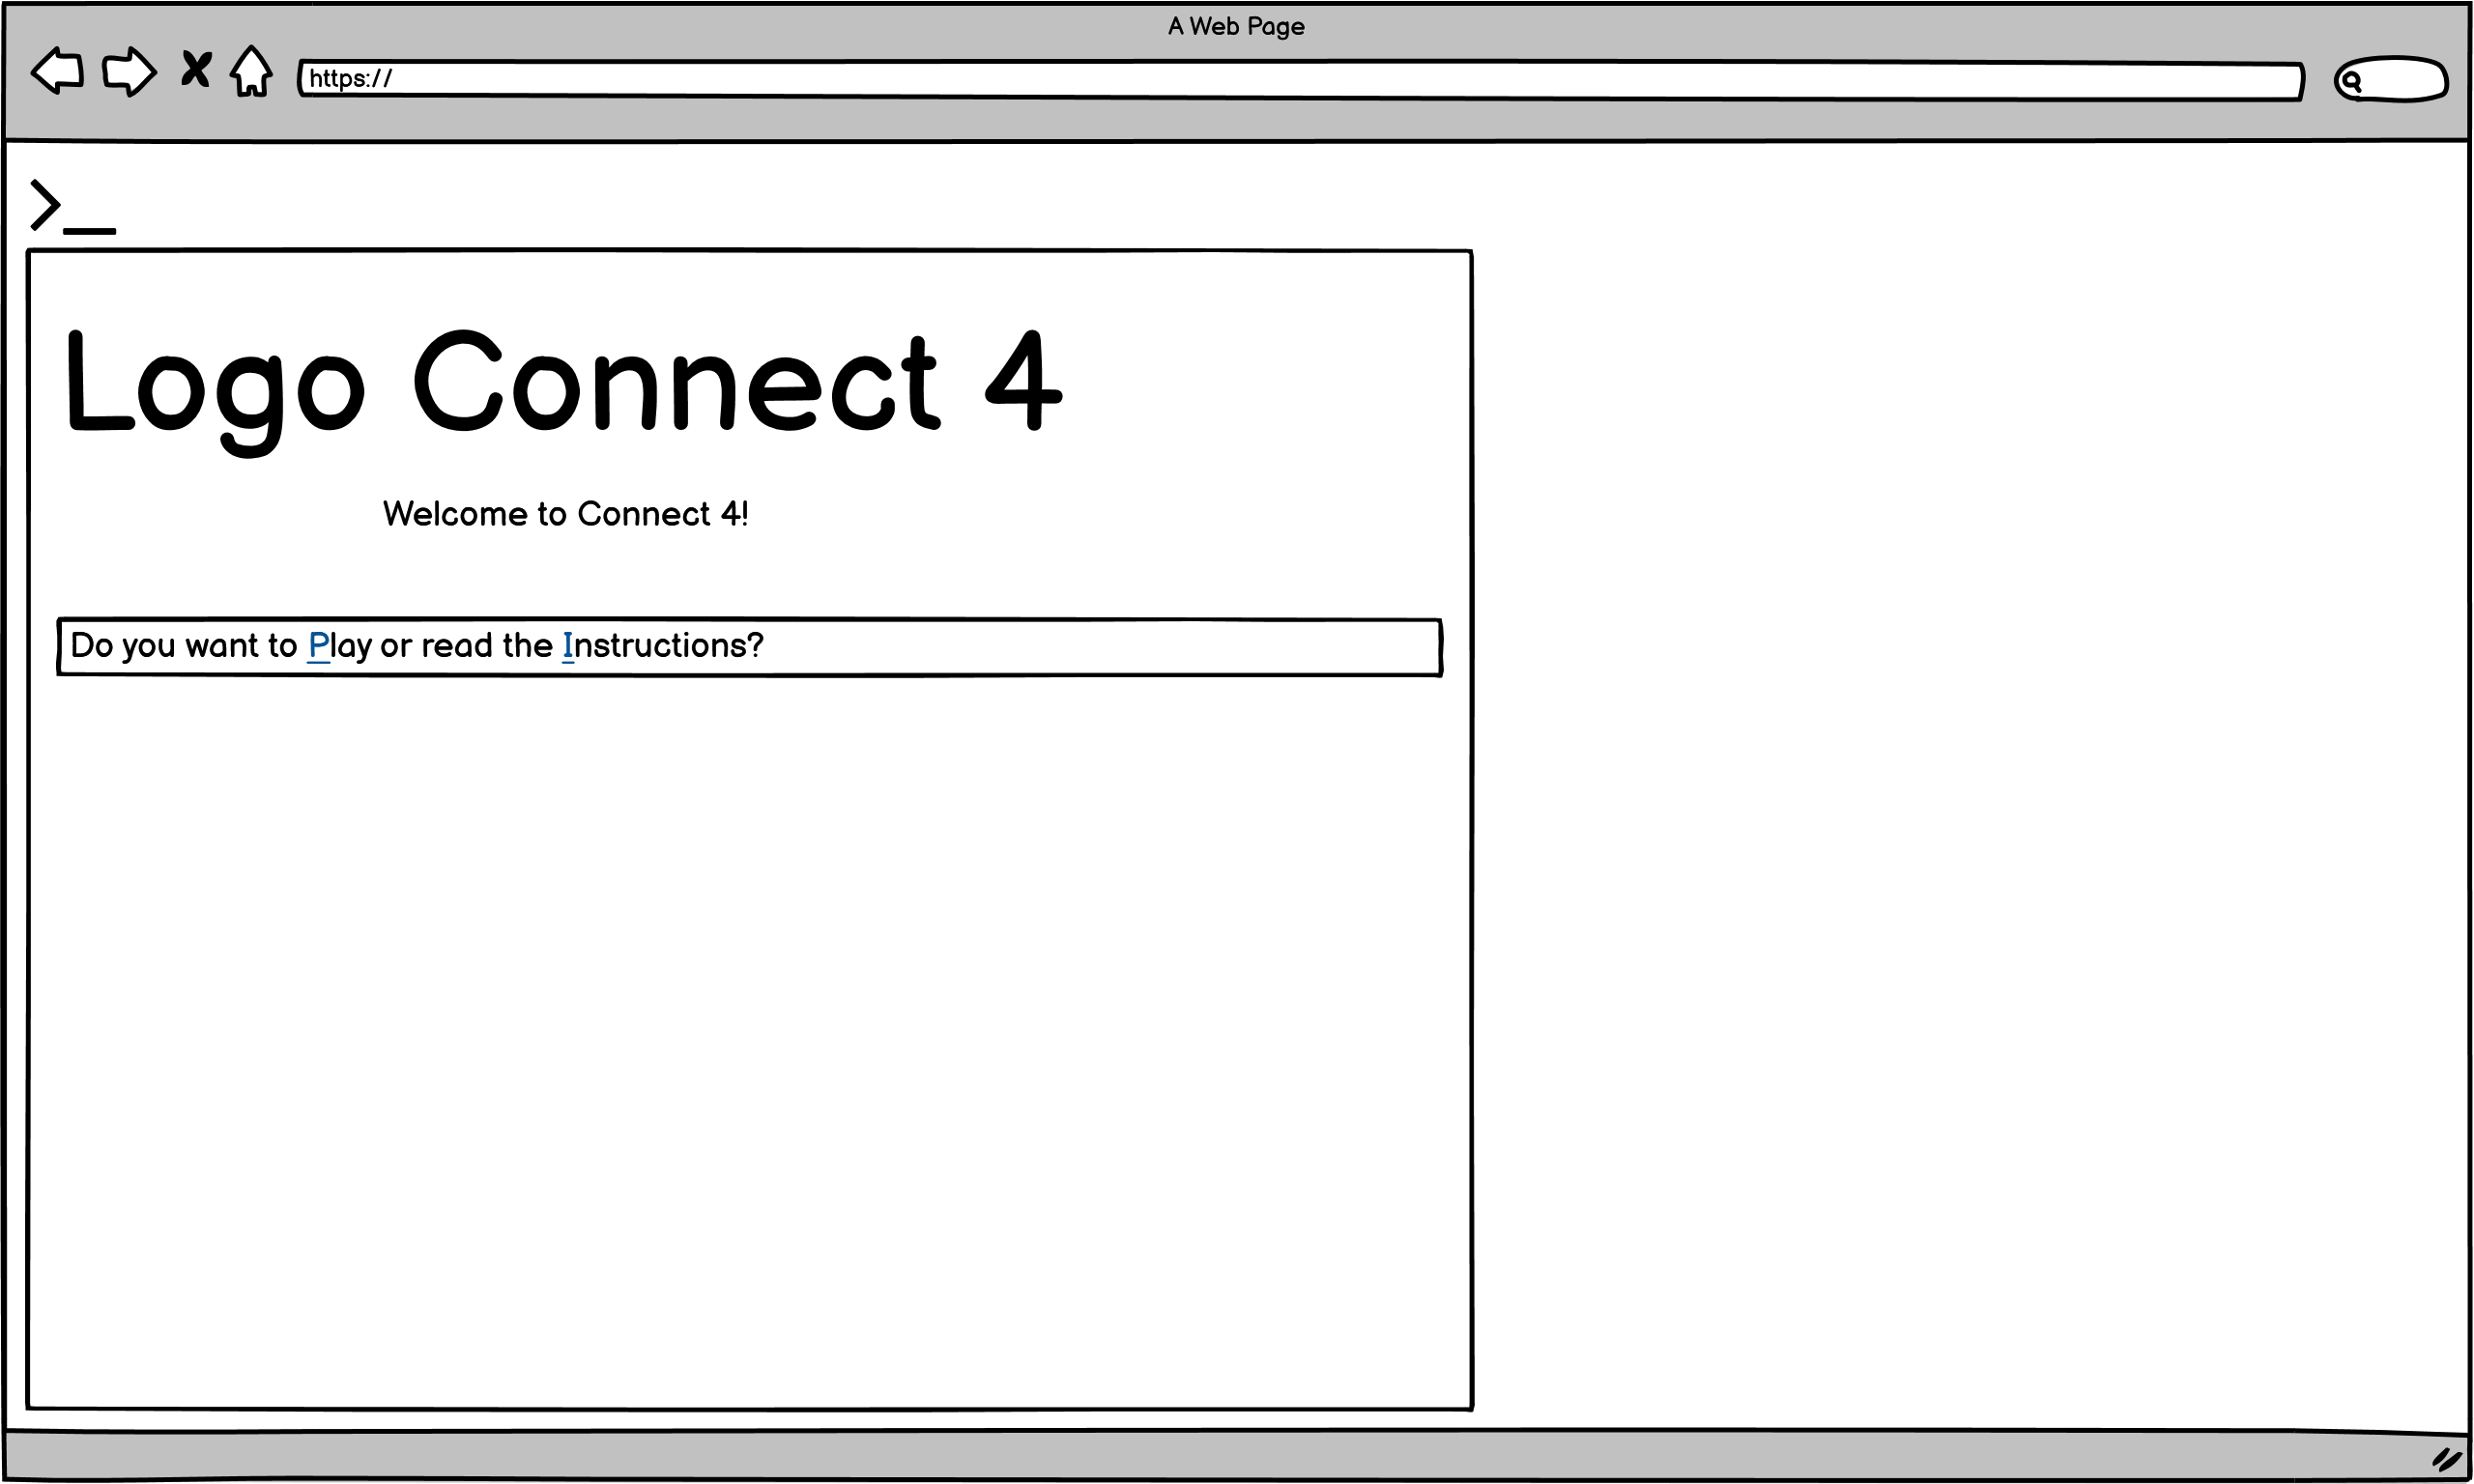 A Web Page
https://
>_
Logo Connect 4
Welcome to Connect 4!
Do you want to Play or read the Instructions?